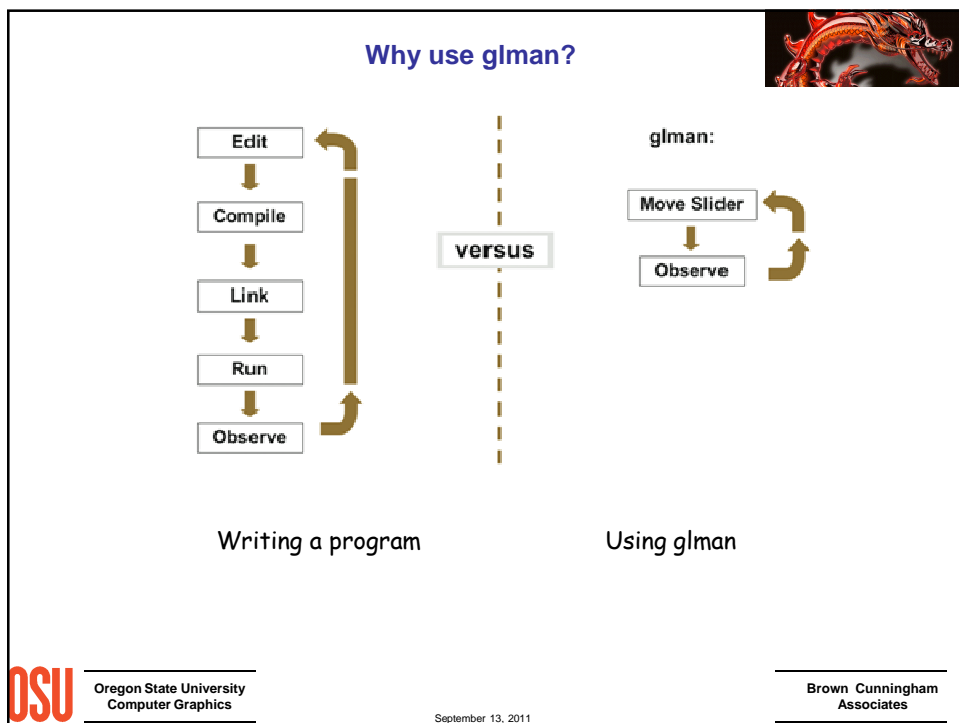 Why use glman?
Edit
Compile
Link
Run
Observe
versus
glman:
Move Slider
Observe
Writing a program
Using glman
OSU
Oregon State University
Computer Graphics
September 13, 2011
Brown Cunningham
Associates